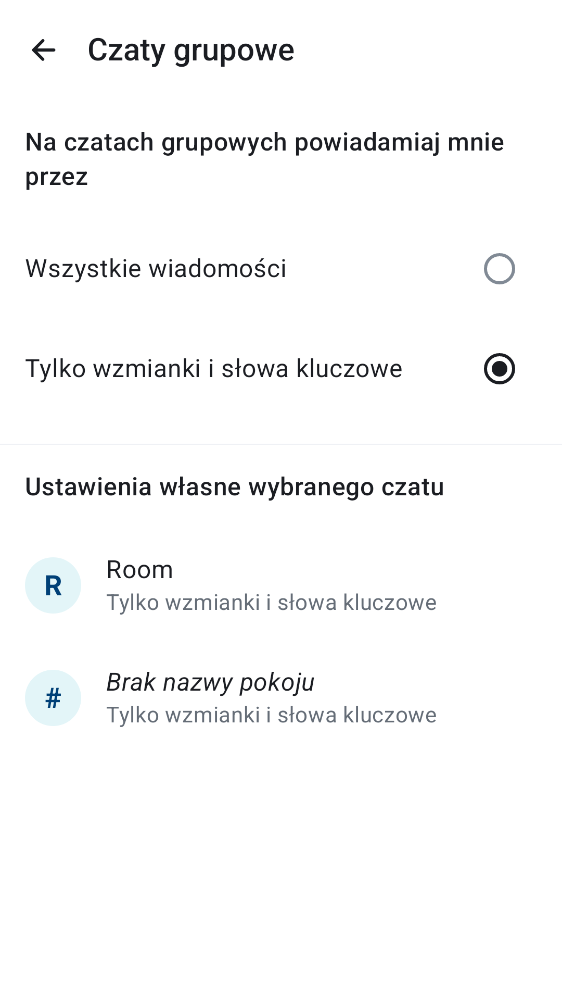 Czaty grupowe
Na czatach grupowych powiadamiaj mnie
przez
Wszystkie wiadomości
Tylko wzmianki i słowa kluczowe
Ustawienia własne wybranego czatu
R
Room
Tylko wzmianki i słowa kluczowe
#
Brak nazwy pokoju
Tylko wzmianki i słowa kluczowe